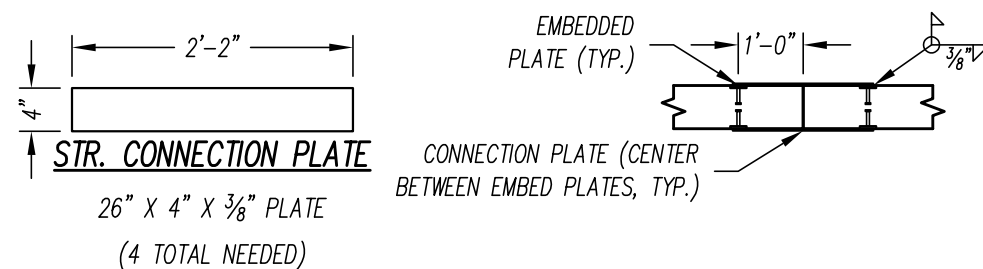 2'-2"
4"
STR. CONNECTION PLATE
26" X 4" X 3/8" PLATE
(4 TOTAL NEEDED)
EMBEDDED
PLATE (TYP.)
1'-0"
3/8"
CONNECTION PLATE (CENTER
BETWEEN EMBED PLATES, TYP.)